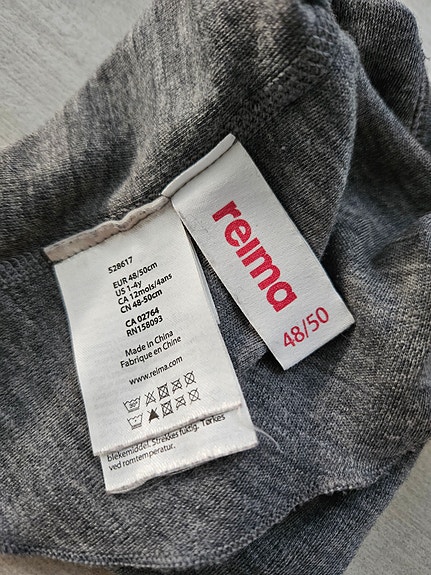 528617
EUR 48/50cm
US 1-4y
CA 12mois/4ans
CN 48-50cm
CA 02764
RN158093
Made in China
Fabrique en Chine
www.reima.com
blekemiddel. Strekkes fuktig. Tørkes
ved romtemperatur.
reima
48/50